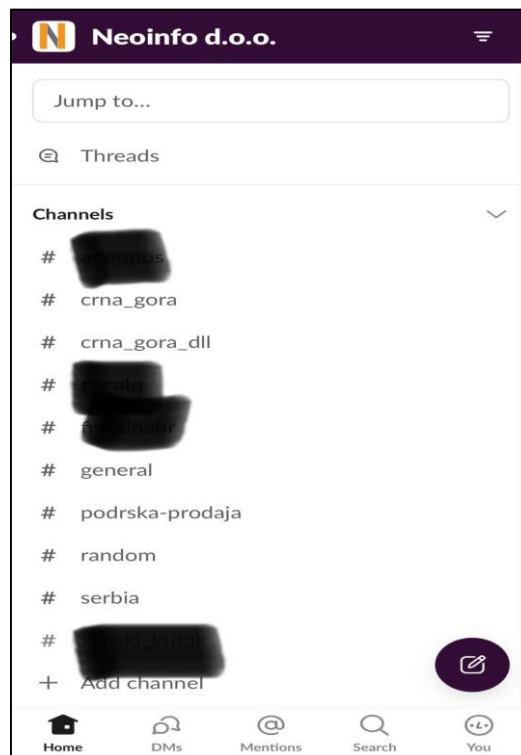 N Neoinfo d.o.o.
Jump to...
Threads
Channels
#
# crna_gora
# crna_gora_dll
#
#
# general
# podrska-prodaja
# random
# serbia
#
+ Add channel
Home DMs Mentions Search You